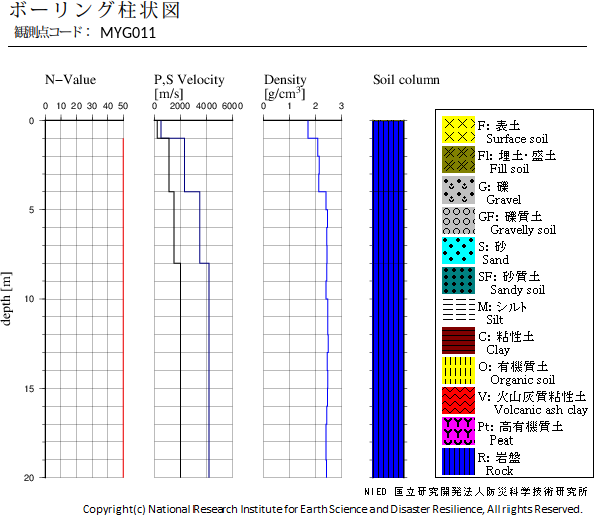 ボーリング柱状図
観測点コード： MYG011
N−Value
P,S Velocity
[m/s]
Density
[g/cm3]
Soil column
0 10 20 30 40 50
0 2000 4000 6000
0 1 2 3
0
5
10
15
20
depth [m]
F: 表土
Surface soil
Fl: 埋土・盛土
Fill soil
G: 礫
Gravel
GF: 礫質土
Gravelly soil
S: 砂
Sand
SF: 砂質土
Sandy soil
M: シルト
Silt
C: 粘性土
Clay
O: 有機質土
Organic soil
V: 火山灰質粘性土
Volcanic ash clay
Pt: 高有機質土
Peat
R: 岩盤
Rock
NIED 国立研究開発法人防災科学技術研究所
Copyright(c) National Research Institute for Earth Science and Disaster Resilience, All rights Reserved.